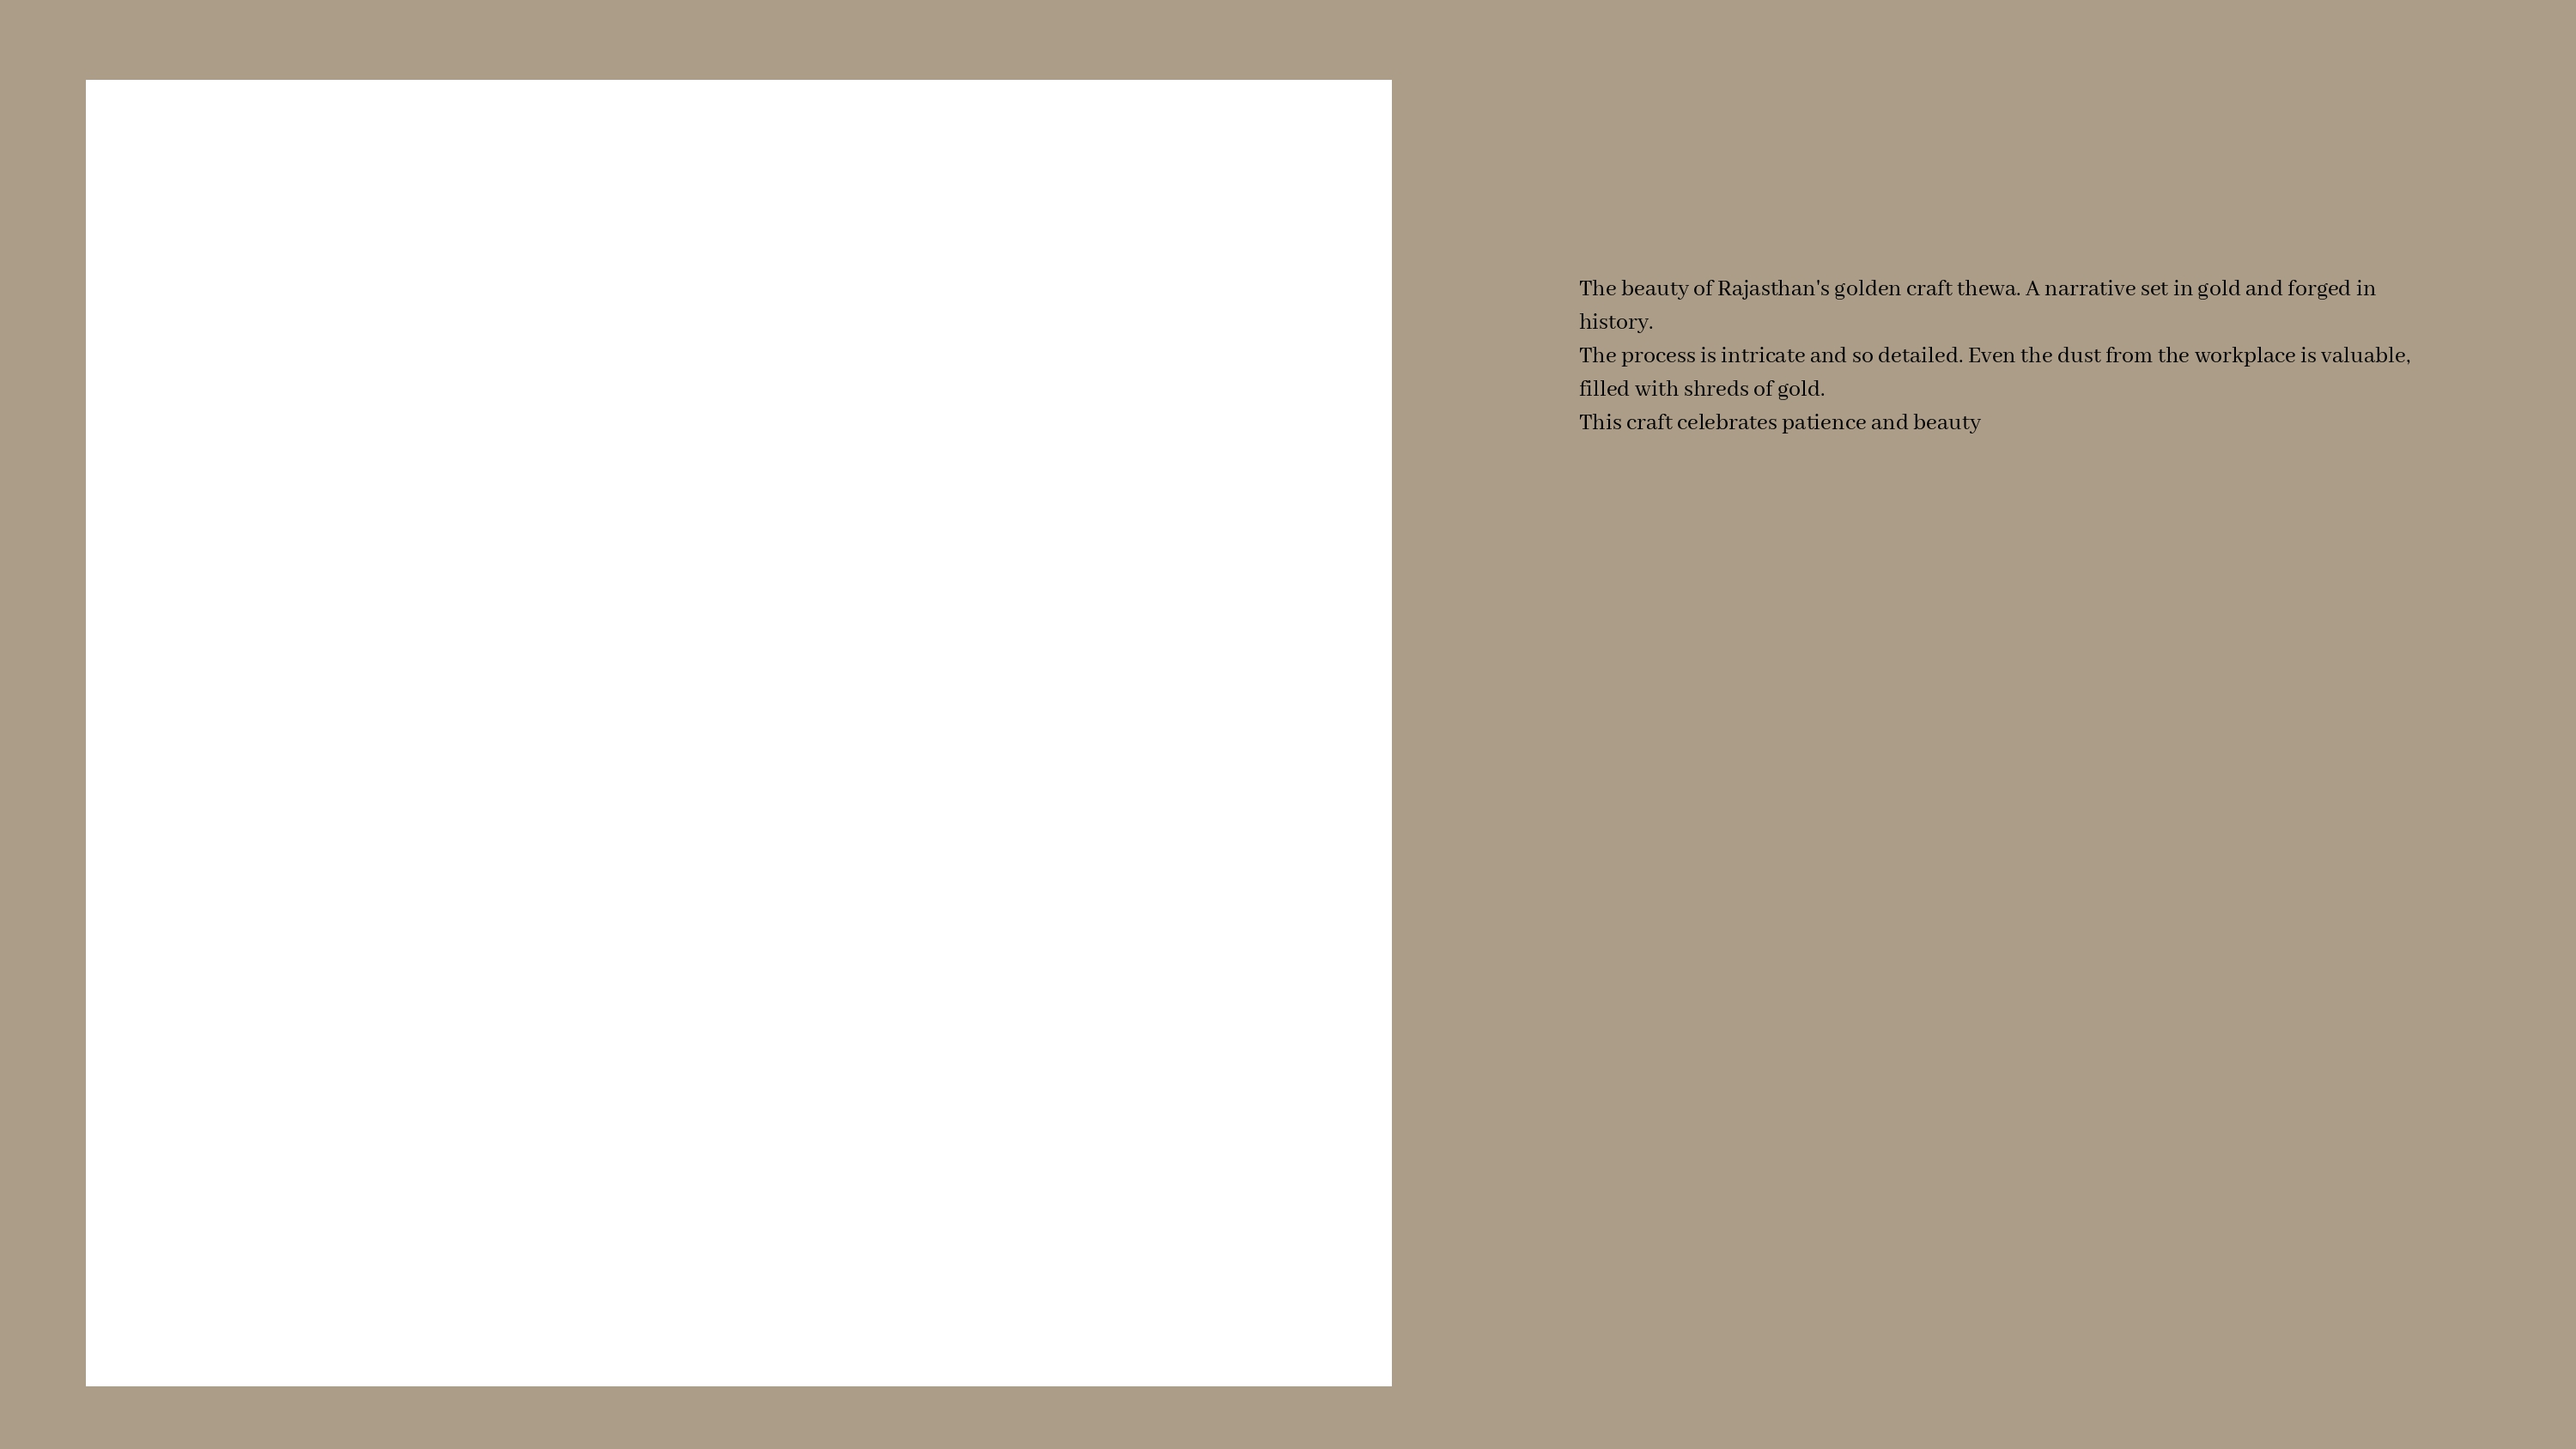 The beauty of Rajasthan's golden craft thewa. A narrative set in gold and forged in
history.
The process is intricate and so detailed. Even the dust from the workplace is valuable,
filled with shreds of gold.
This craft celebrates patience and beauty